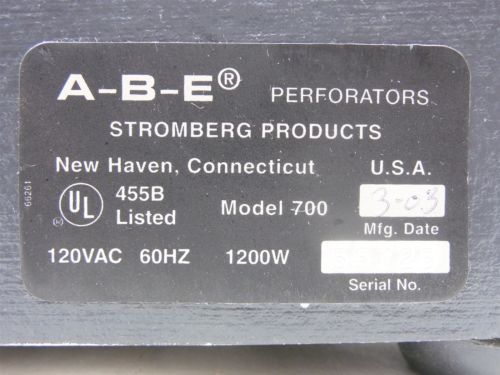 A-B-E® PERFORATORS
STROMBERG PRODUCTS
New Haven, Connecticut U.S.A.
66261
UL
455B
Listed
Model 700
3-03
Mfg. Date
120VAC 60HZ 1200W
Serial No.